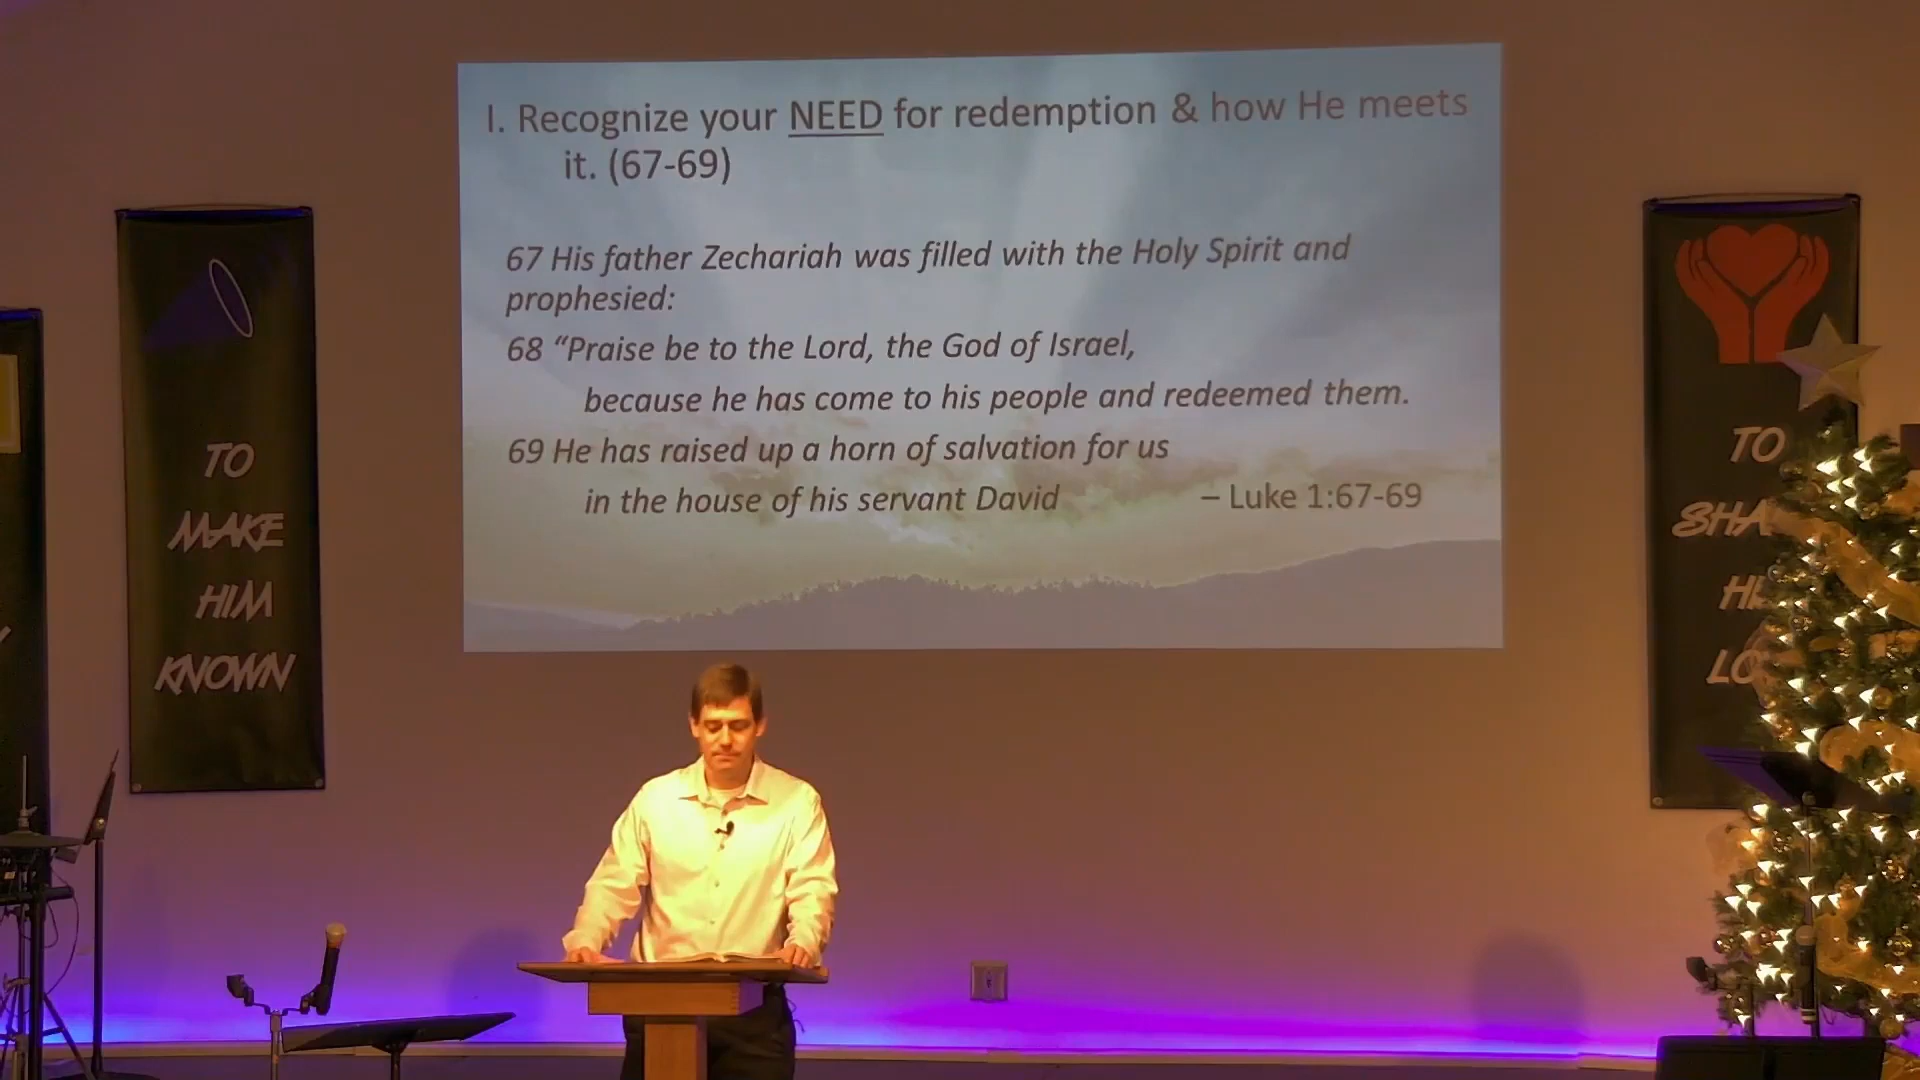 I. Recognize your NEED for redemption & how He meets
it. (67-69)
67 His father Zechariah was filled with the Holy Spirit and
prophesied:
68 “Praise be to the Lord, the God of Israel,
because he has come to his people and redeemed them.
69 He has raised up a horn of salvation for us
in the house of his servant David – Luke 1:67-69
TO
MAKE
HIM
KNOWN
TO